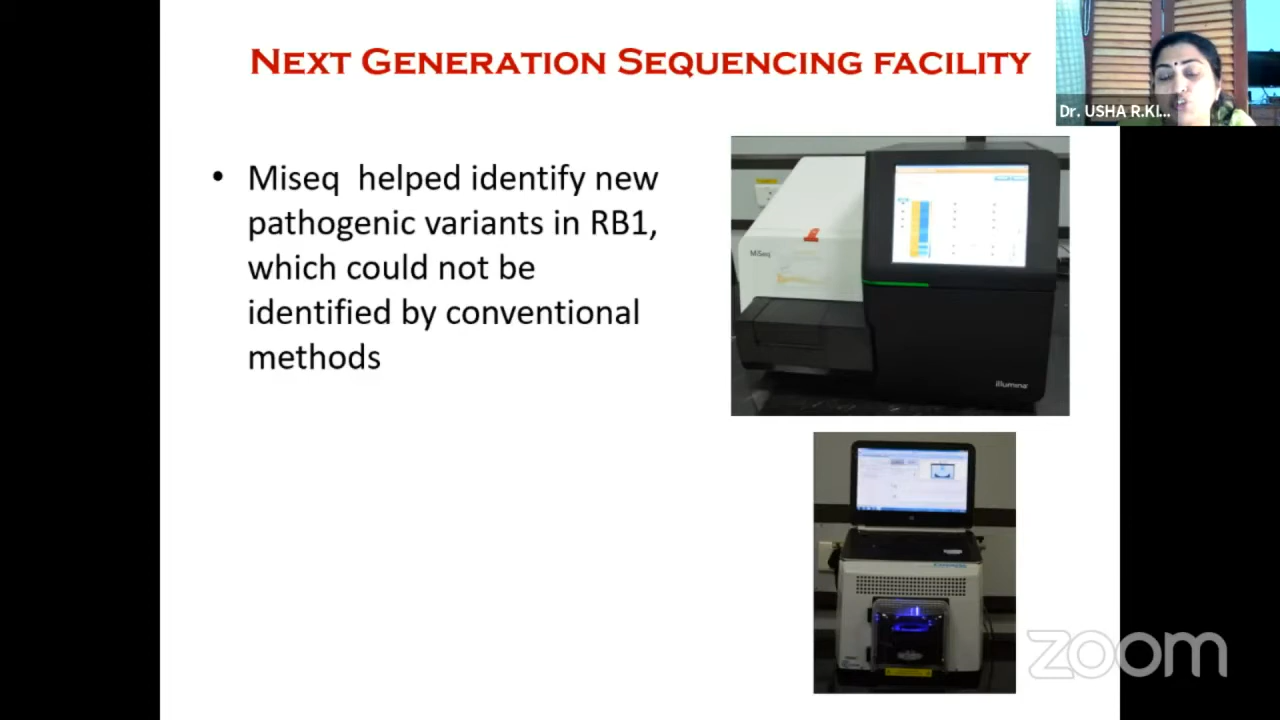 NEXT GENERATION SEQUENCING FACILITY
Dr. USHA R.KI...
• Miseq helped identify new
pathogenic variants in RB1,
which could not be
identified by conventional
methods
MiSeq
illumina
zoom